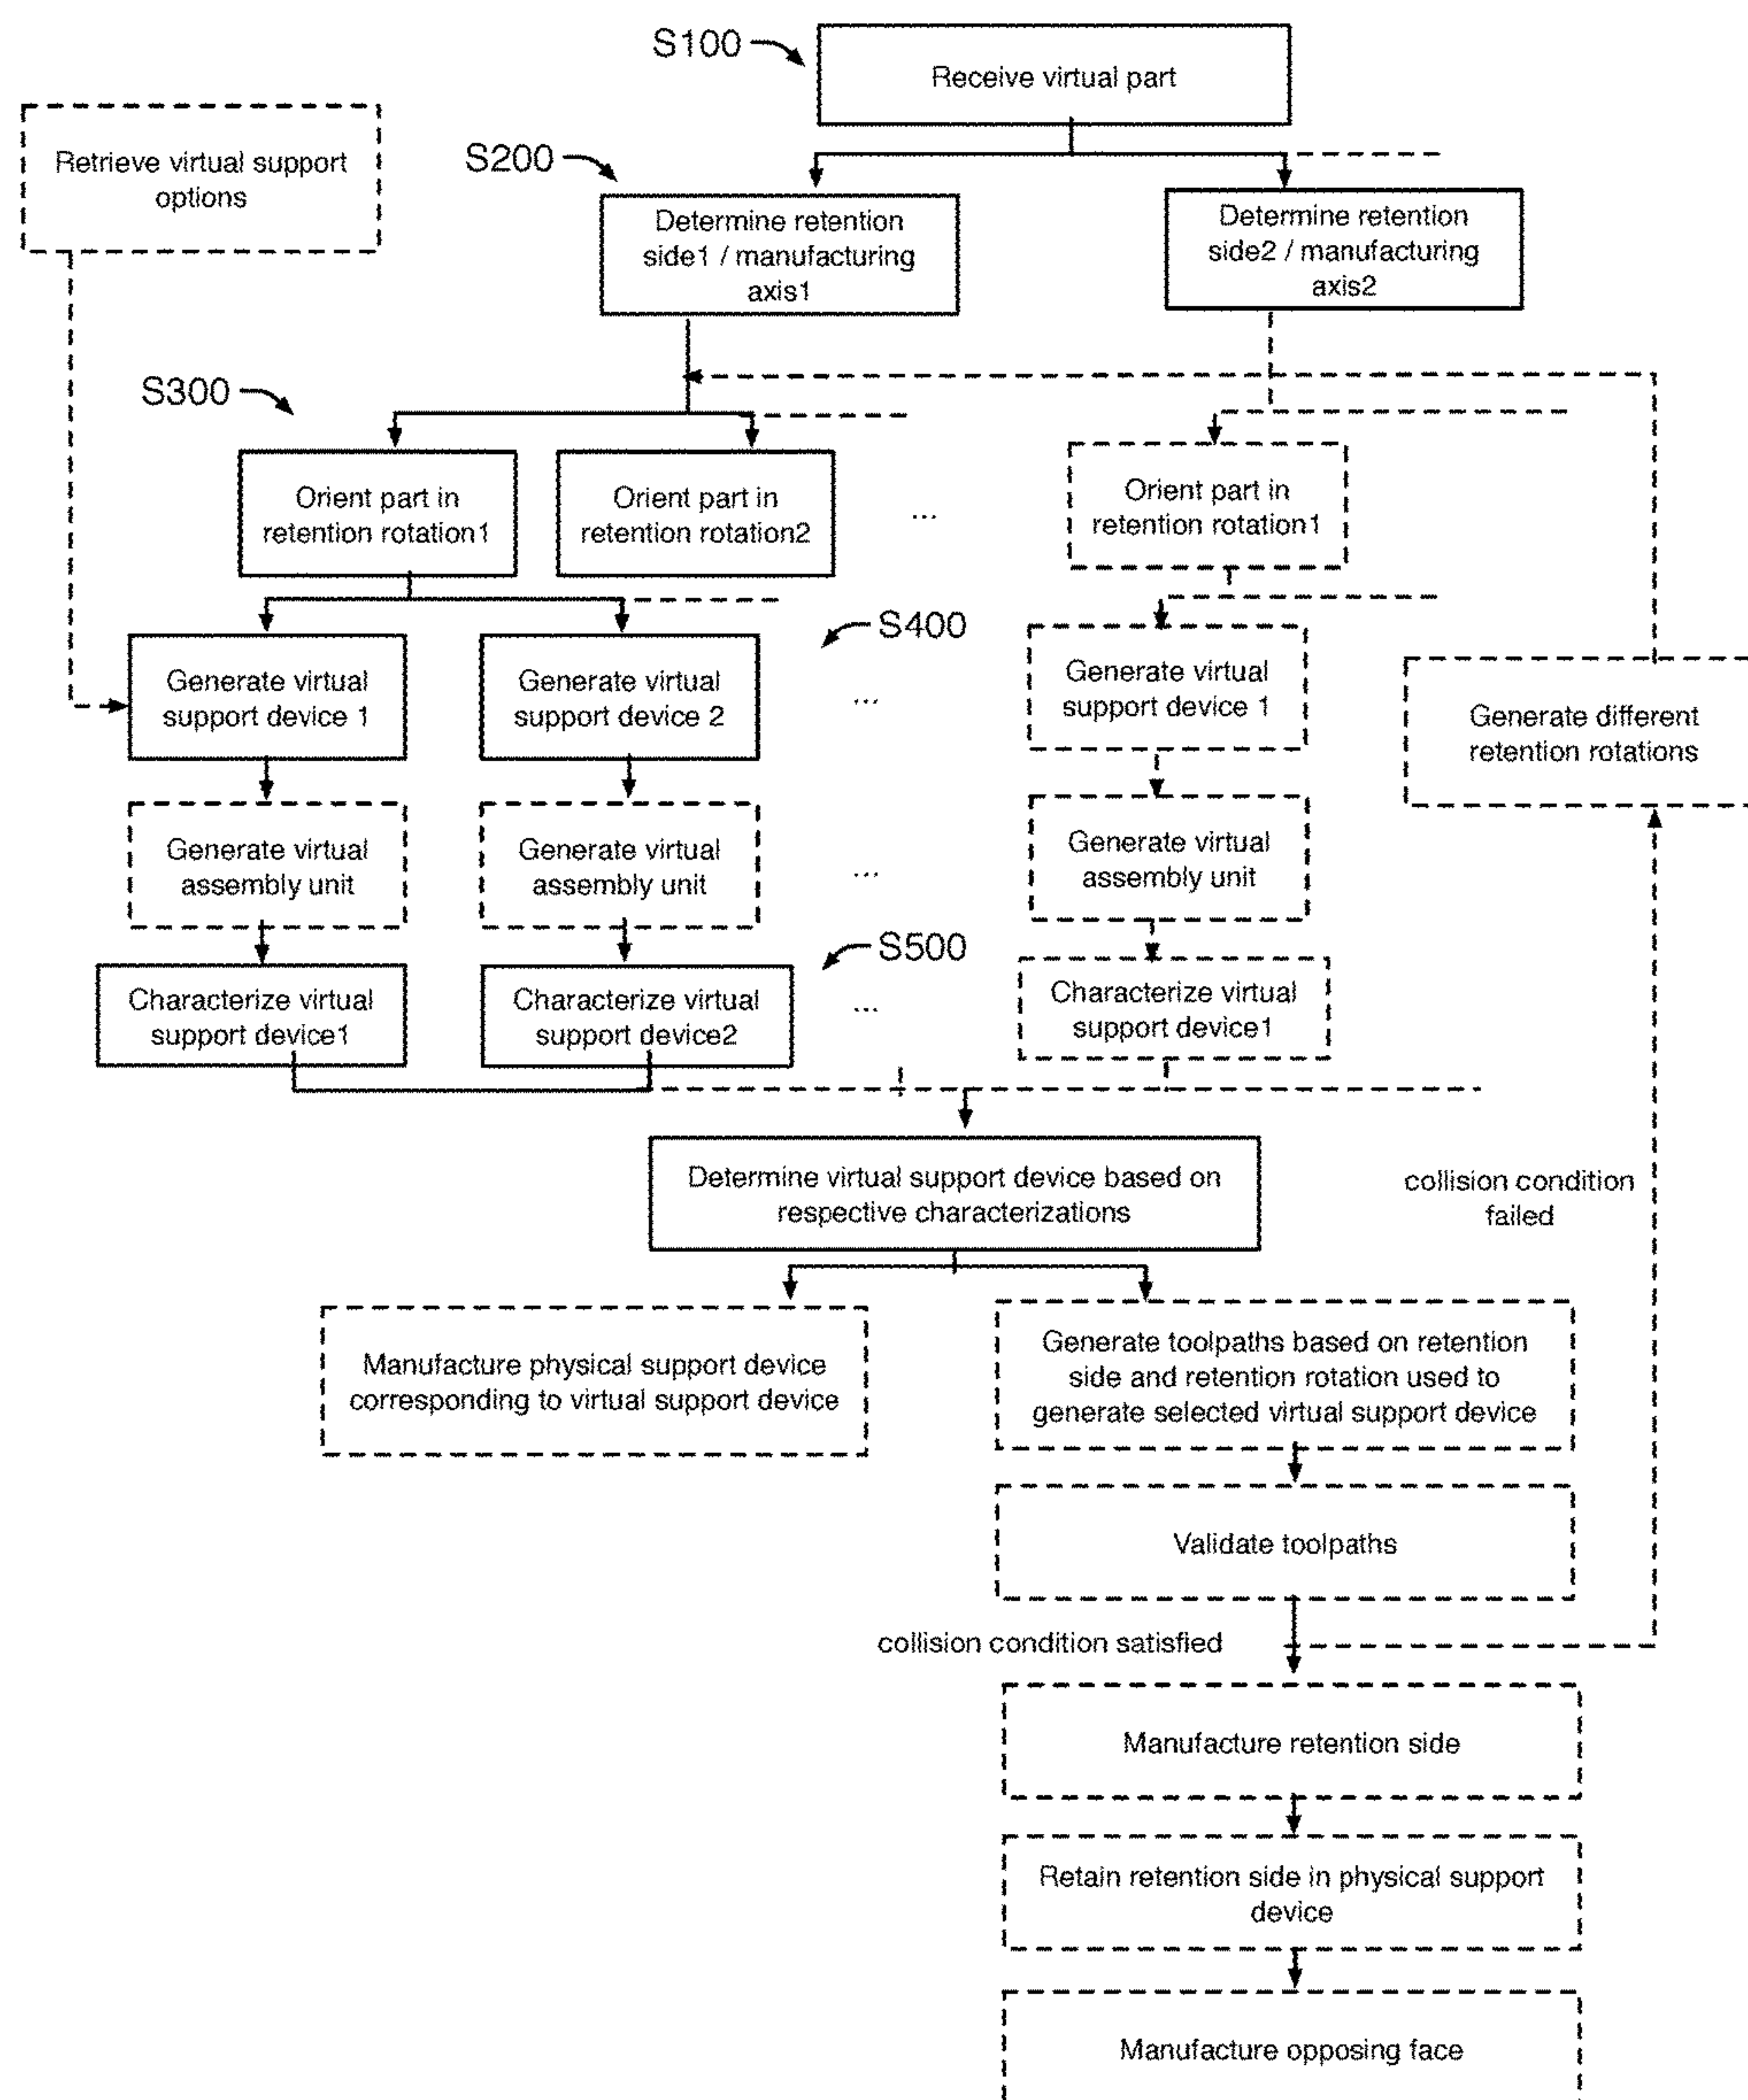 S100
Receive virtual part
Retrieve virtual support
options
S200
Determine retention
side1 / manufacturing
axis1
Determine retention
side2 / manufacturing
axis2
S300
Orient part in
retention rotation1
Orient part in
retention rotation2
...
Orient part in
retention rotation1
S400
Generate virtual
support device 1
Generate virtual
support device 2
...
Generate virtual
support device 1
Generate different
retention rotations
Generate virtual
assembly unit
Generate virtual
assembly unit
...
Generate virtual
assembly unit
S500
Characterize virtual
support device1
Characterize virtual
support device2
...
Characterize virtual
support device1
Determine virtual support device based on
respective characterizations
collision condition
failed
Manufacture physical support device
corresponding to virtual support device
Generate toolpaths based on retention
side and retention rotation used to
generate selected virtual support device
Validate toolpaths
collision condition satisfied
Manufacture retention side
Retain retention side in physical support
device
Manufacture opposing face